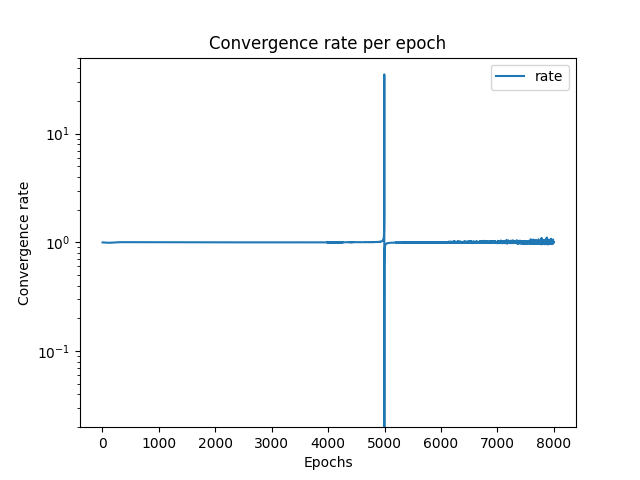 Convergence rate per epoch
rate
10¹
10⁰
10⁻¹
Convergence rate
0 1000 2000 3000 4000 5000 6000 7000 8000
Epochs